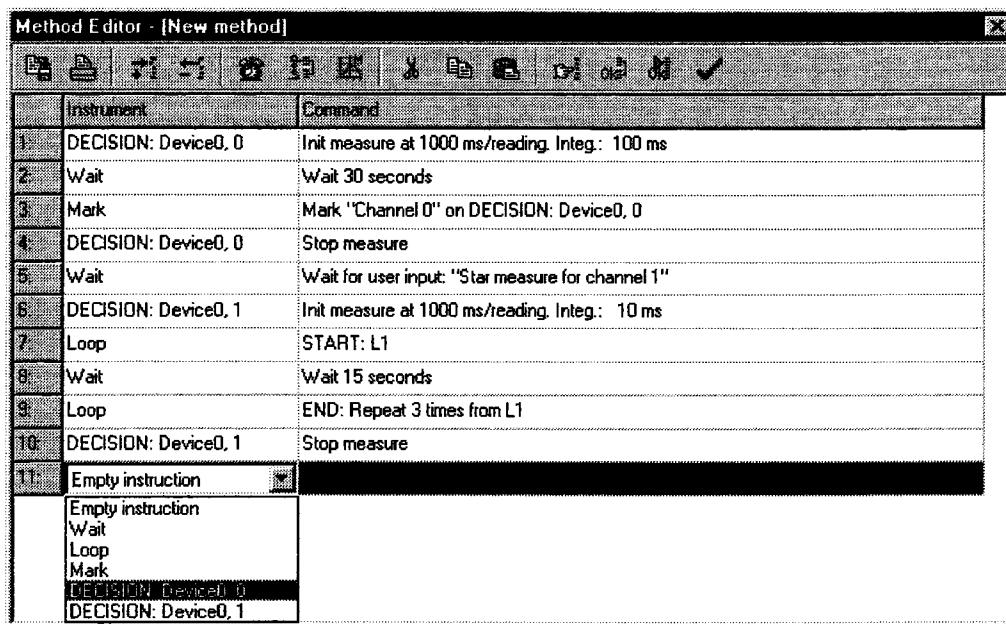 Method Editor - [New method]
Instrument Command
1: DECISION: Device0, 0 Init measure at 1000 ms/reading. Integ.: 100 ms
2: Wait Wait 30 seconds
3: Mark Mark "Channel 0" on DECISION: Device0, 0
4: DECISION: Device0, 0 Stop measure
5: Wait Wait for user input: "Star measure for channel 1"
6: DECISION: Device0, 1 Init measure at 1000 ms/reading. Integ.: 10 ms
7: Loop START: L1
8: Wait Wait 15 seconds
9: Loop END: Repeat 3 times from L1
10: DECISION: Device0, 1 Stop measure
11: Empty instruction
Empty instruction
Wait
Loop
Mark
DECISION: Device0, 0
DECISION: Device0, 1